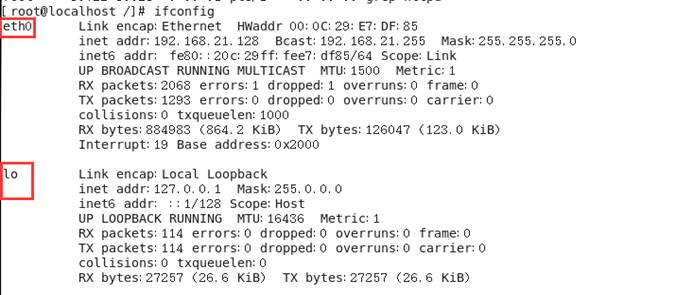 [root@localhost /]# ifconfig
eth0 Link encap:Ethernet HWaddr 00:0C:29:E7:DF:85
inet addr:192.168.21.128 Bcast:192.168.21.255 Mask:255.255.255.0
inet6 addr: fe80::20c:29ff:fee7:df85/64 Scope:Link
UP BROADCAST RUNNING MULTICAST MTU:1500 Metric:1
RX packets:2068 errors:1 dropped:1 overruns:0 frame:0
TX packets:1293 errors:0 dropped:0 overruns:0 carrier:0
collisions:0 txqueuelen:1000
RX bytes:884983 (864.2 KiB) TX bytes:126047 (123.0 KiB)
Interrupt:19 Base address:0x2000
lo Link encap:Local Loopback
inet addr:127.0.0.1 Mask:255.0.0.0
inet6 addr: ::1/128 Scope:Host
UP LOOPBACK RUNNING MTU:16436 Metric:1
RX packets:114 errors:0 dropped:0 overruns:0 frame:0
TX packets:114 errors:0 dropped:0 overruns:0 carrier:0
collisions:0 txqueuelen:0
RX bytes:27257 (26.6 KiB) TX bytes:27257 (26.6 KiB)